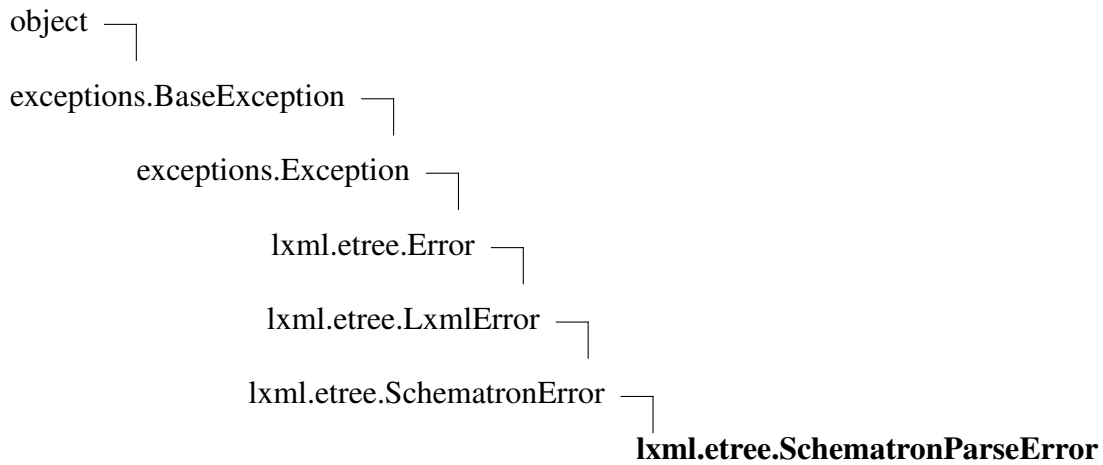 object
exceptions.BaseException
exceptions.Exception
lxml.etree.Error
lxml.etree.LxmlError
lxml.etree.SchematronError
lxml.etree.SchematronParseError